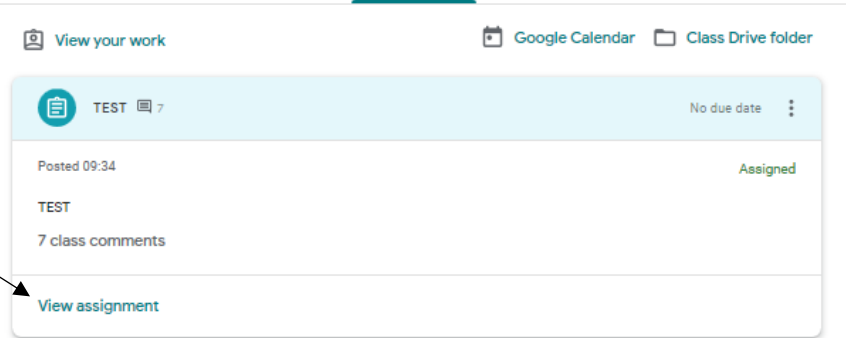 View your work Google Calendar Class Drive folder
TEST 7 No due date
Posted 09:34 Assigned
TEST
7 class comments
View assignment